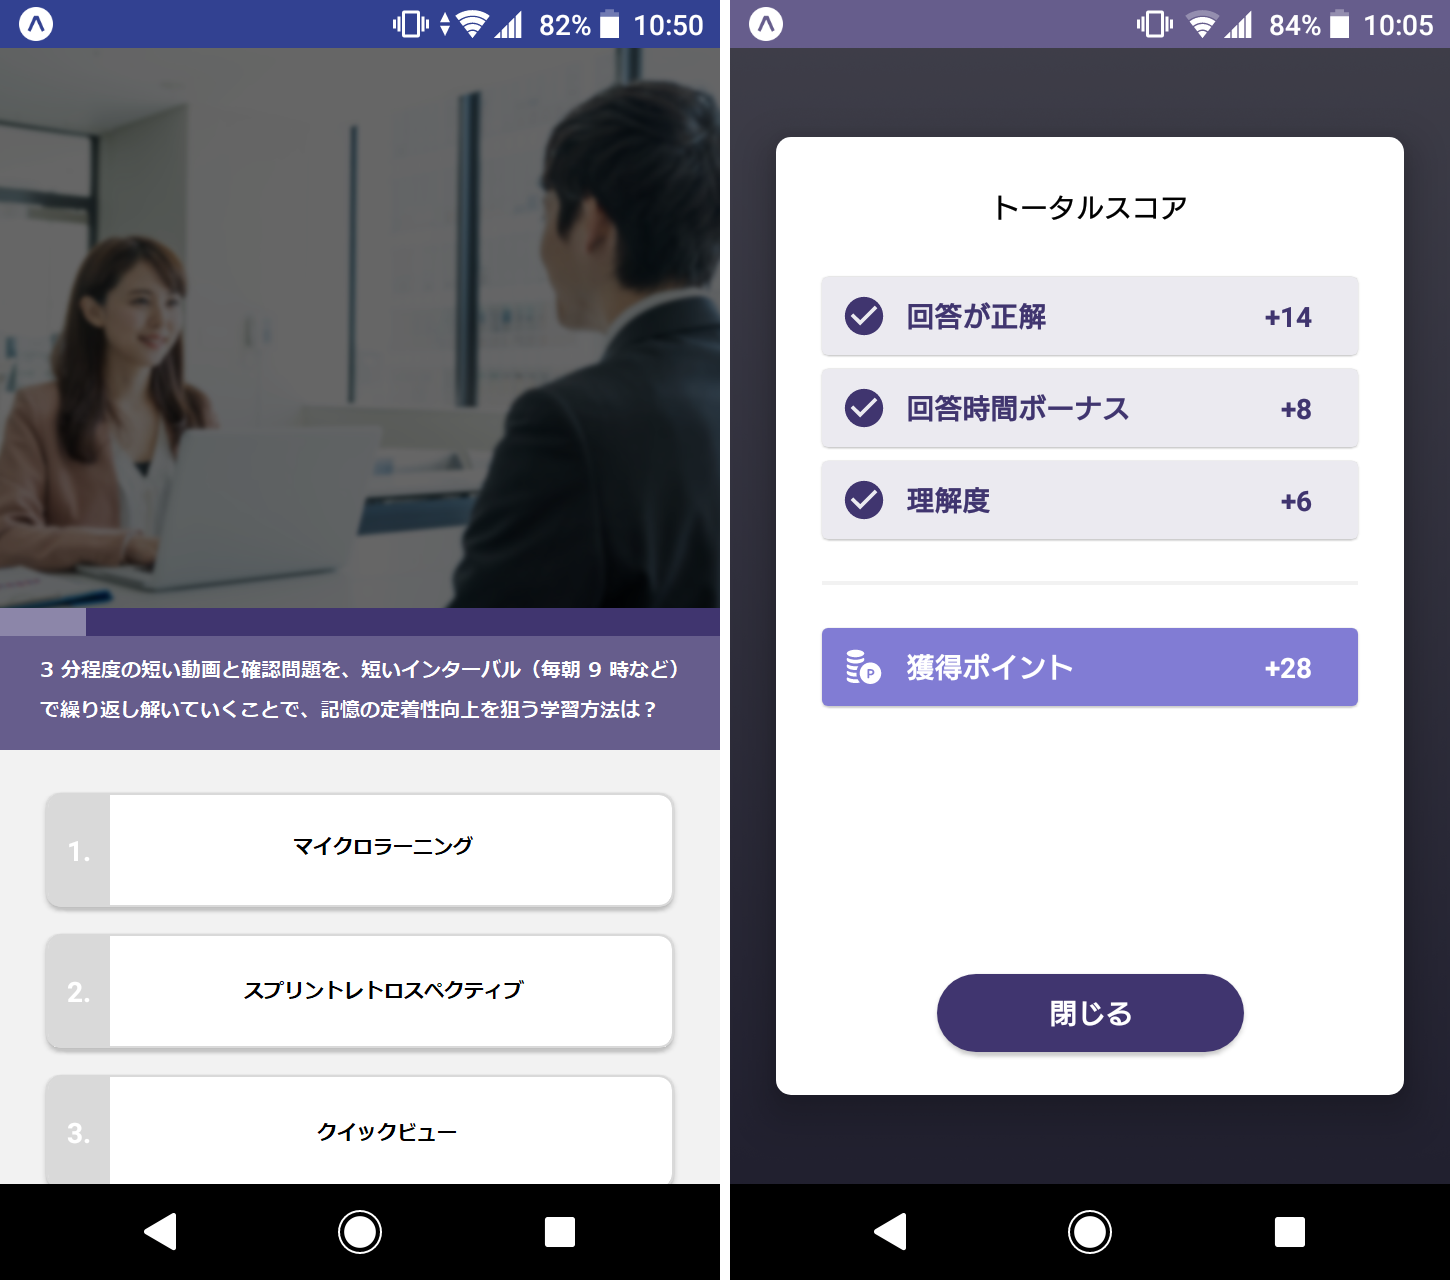 82% 10:50
3 分程度の短い動画と確認問題を、短いインターバル（毎朝 9 時など）
で繰り返し解いていくことで、記憶の定着性向上を狙う学習方法は？
1. マイクロラーニング
2. スプリントレトロスペクティブ
3. クイックビュー
84% 10:05
トータルスコア
回答が正解 +14
回答時間ボーナス +8
理解度 +6
P 獲得ポイント +28
閉じる